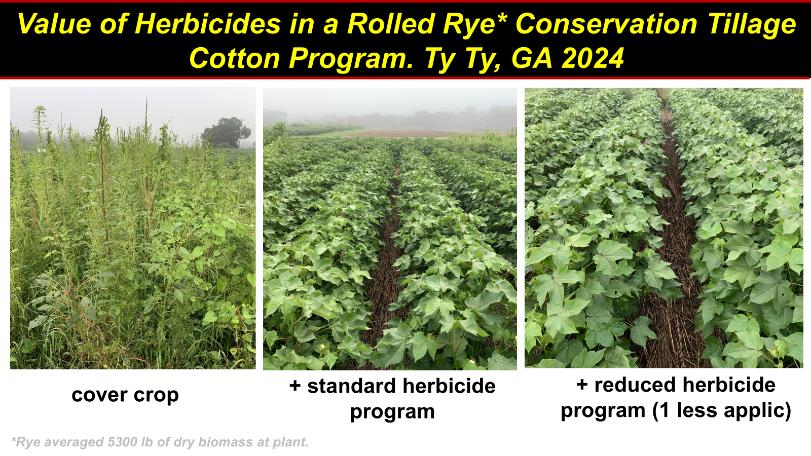 Value of Herbicides in a Rolled Rye* Conservation Tillage
Cotton Program. Ty Ty, GA 2024
cover crop
+ standard herbicide
program
+ reduced herbicide
program (1 less applic)
*Rye averaged 5300 lb of dry biomass at plant.